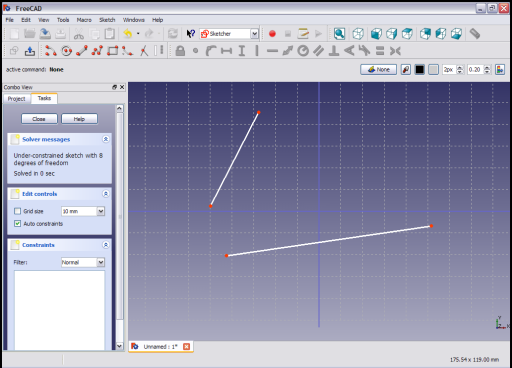 FreeCAD
File Edit View Tools Macro Sketch Windows Help
Sketcher
active command: None
None
2px
0.20
Combo View
Project Tasks
Close Help
Solver messages
Under-constrained sketch with 8
degrees of freedom
Solved in 0 sec
Edit controls
Grid size 10 mm
Auto constraints
Constraints
Filter: Normal
Unnamed : 1*
Y
Z X
175.54 x 119.00 mm